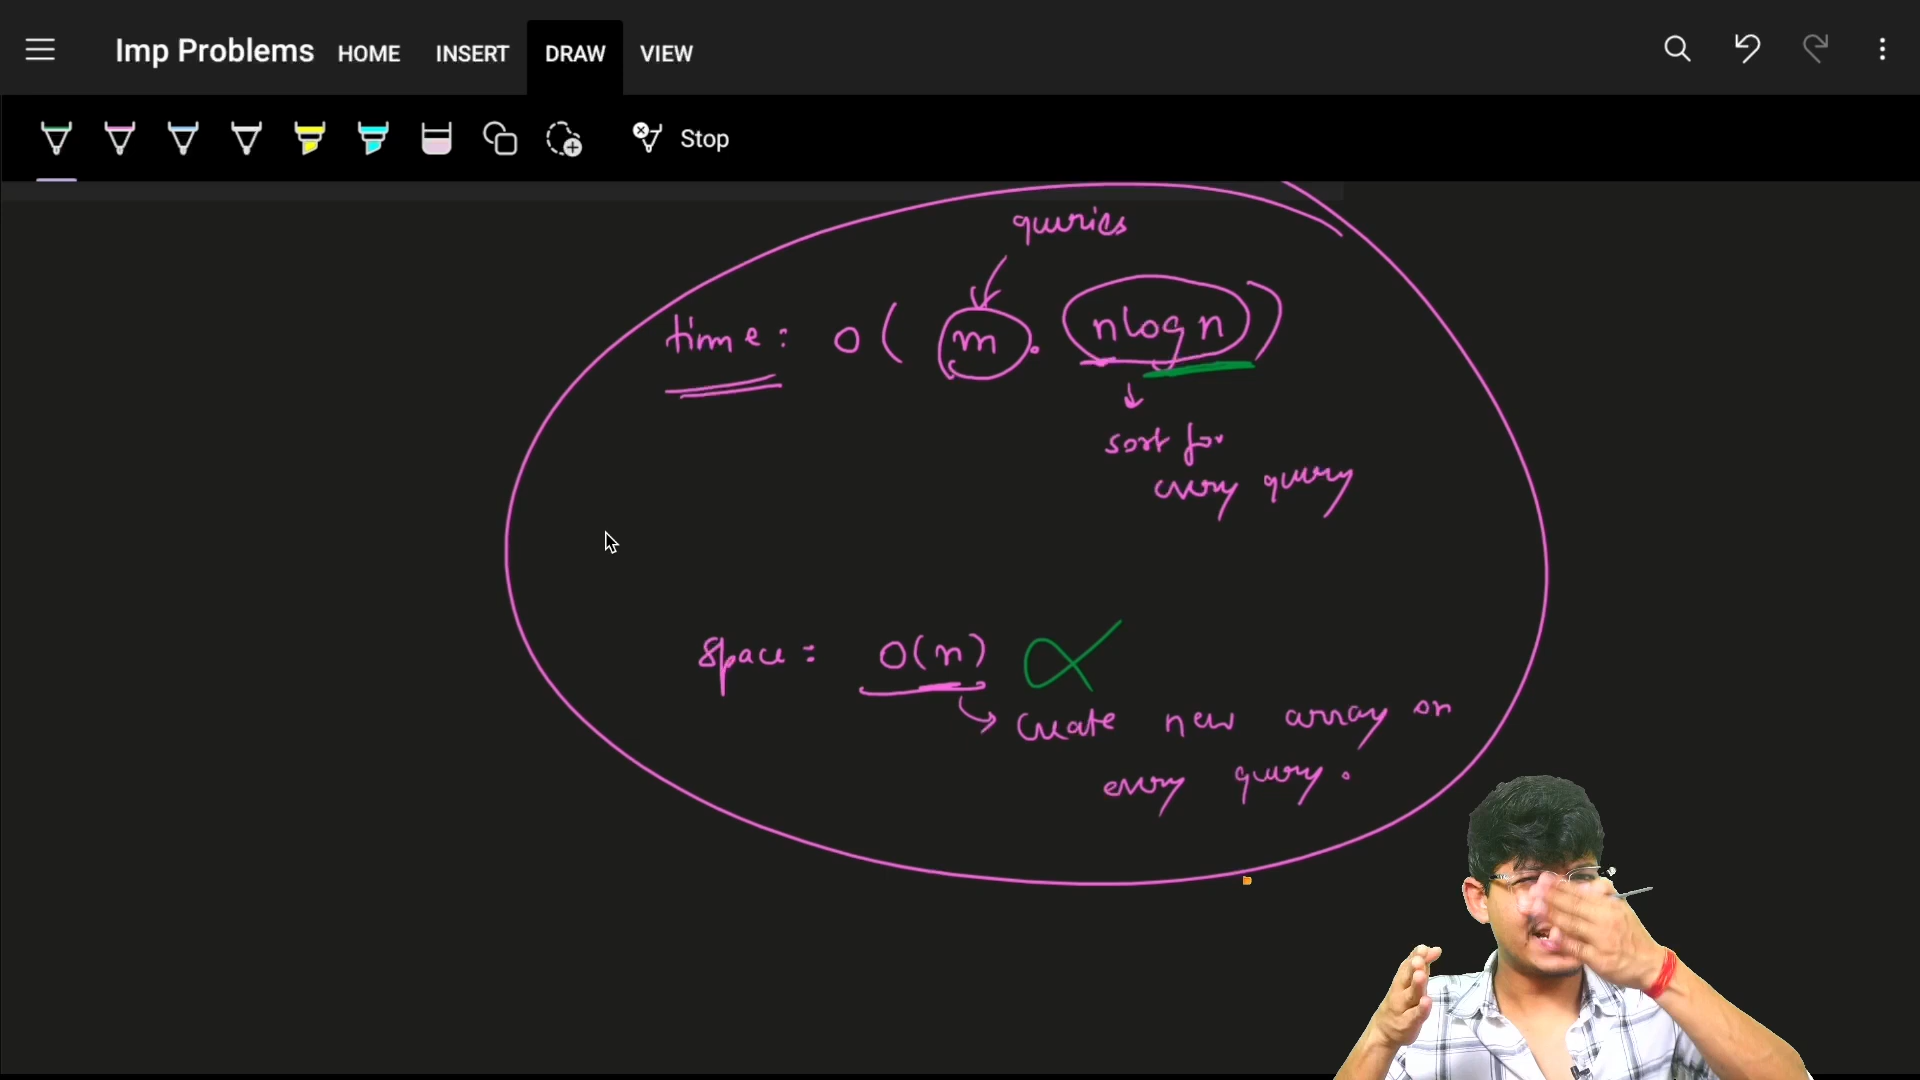 Imp Problems HOME INSERT DRAW VIEW
Stop
queries
time: O( m . nlogn )
sort for
every query
Space: O(n)
Create new array on
every query.